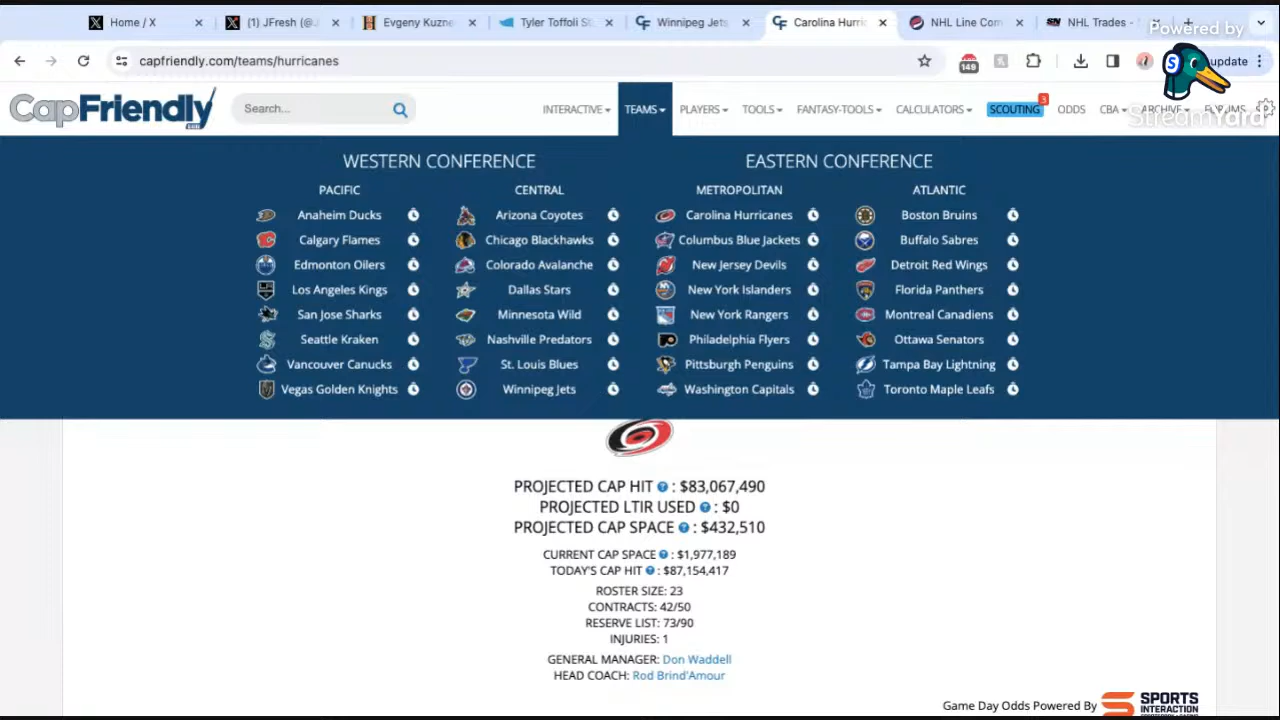 Home / X
(1) JFresh (@J
Evgeny Kuzne
Tyler Toffoli St
Winnipeg Jets
Carolina Hurric
NHL Line Com
NHL Trades -
Powered by
capfriendly.com/teams/hurricanes
149
update
CapFriendly
Search...
INTERACTIVE
TEAMS
PLAYERS
TOOLS
FANTASY-TOOLS
CALCULATORS
SCOUTING
3
ODDS
CBA
ARCHIVE
FORUMS
StreamYard
WESTERN CONFERENCE
EASTERN CONFERENCE
PACIFIC
CENTRAL
METROPOLITAN
ATLANTIC
Anaheim Ducks
Arizona Coyotes
Carolina Hurricanes
Boston Bruins
Calgary Flames
Chicago Blackhawks
Columbus Blue Jackets
Buffalo Sabres
Edmonton Oilers
Colorado Avalanche
New Jersey Devils
Detroit Red Wings
Los Angeles Kings
Dallas Stars
New York Islanders
Florida Panthers
San Jose Sharks
Minnesota Wild
New York Rangers
Montreal Canadiens
Seattle Kraken
Nashville Predators
Philadelphia Flyers
Ottawa Senators
Vancouver Canucks
St. Louis Blues
Pittsburgh Penguins
Tampa Bay Lightning
Vegas Golden Knights
Winnipeg Jets
Washington Capitals
Toronto Maple Leafs
PROJECTED CAP HIT : $83,067,490
PROJECTED LTIR USED : $0
PROJECTED CAP SPACE : $432,510
CURRENT CAP SPACE : $1,977,189
TODAY'S CAP HIT : $87,154,417
ROSTER SIZE: 23
CONTRACTS: 42/50
RESERVE LIST: 73/90
INJURIES: 1
GENERAL MANAGER: Don Waddell
HEAD COACH: Rod Brind'Amour
Game Day Odds Powered By
SPORTS
INTERACTION